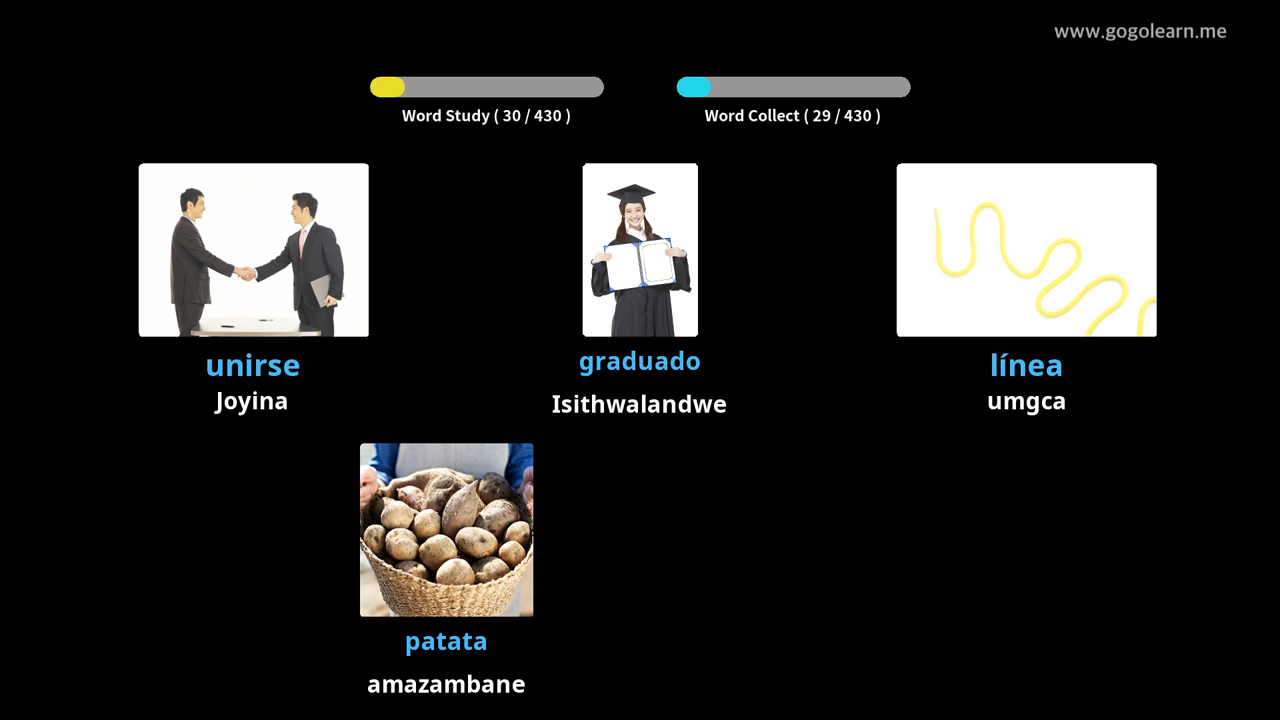 www.gogolearn.me
Word Study ( 30 / 430 )
Word Collect ( 29 / 430 )
unirse
Joyina
graduado
Isithwalandwe
línea
umgca
patata
amazambane